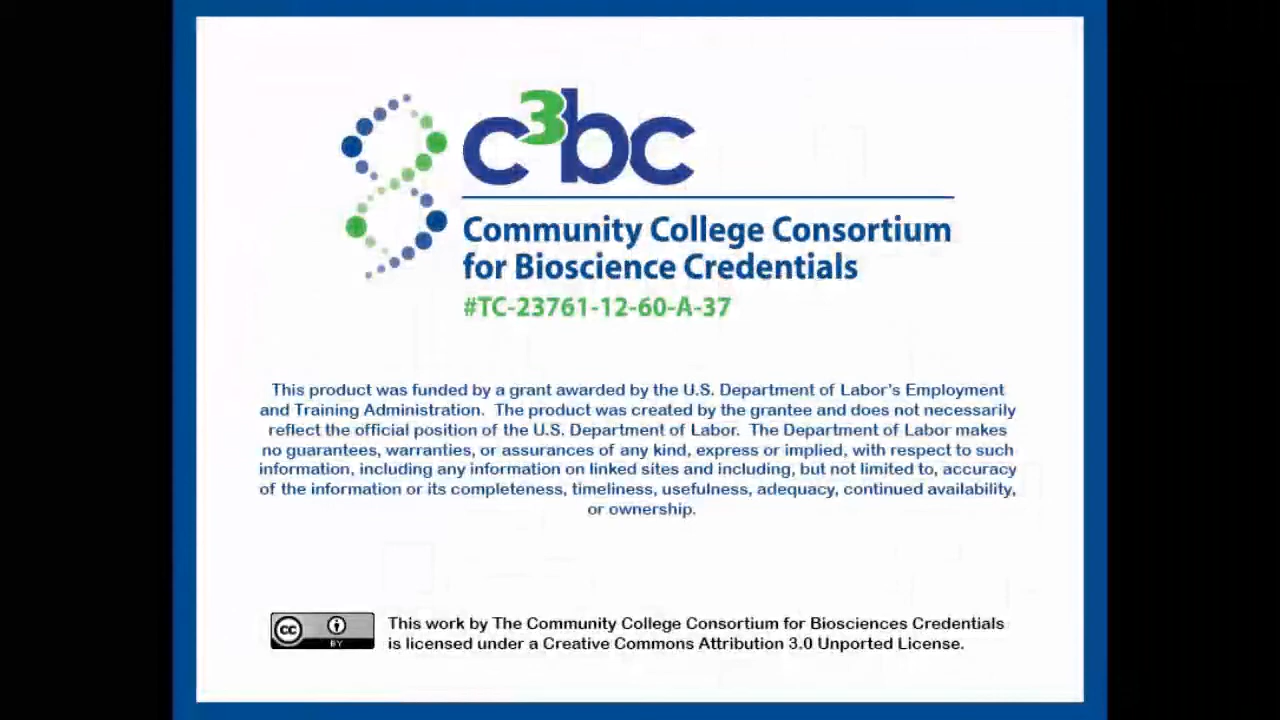 c3bc
Community College Consortium
for Bioscience Credentials
#TC-23761-12-60-A-37
This product was funded by a grant awarded by the U.S. Department of Labor’s Employment
and Training Administration. The product was created by the grantee and does not necessarily
reflect the official position of the U.S. Department of Labor. The Department of Labor makes
no guarantees, warranties, or assurances of any kind, express or implied, with respect to such
information, including any information on linked sites and including, but not limited to, accuracy
of the information or its completeness, timeliness, usefulness, adequacy, continued availability,
or ownership.
cc BY
This work by The Community College Consortium for Biosciences Credentials
is licensed under a Creative Commons Attribution 3.0 Unported License.